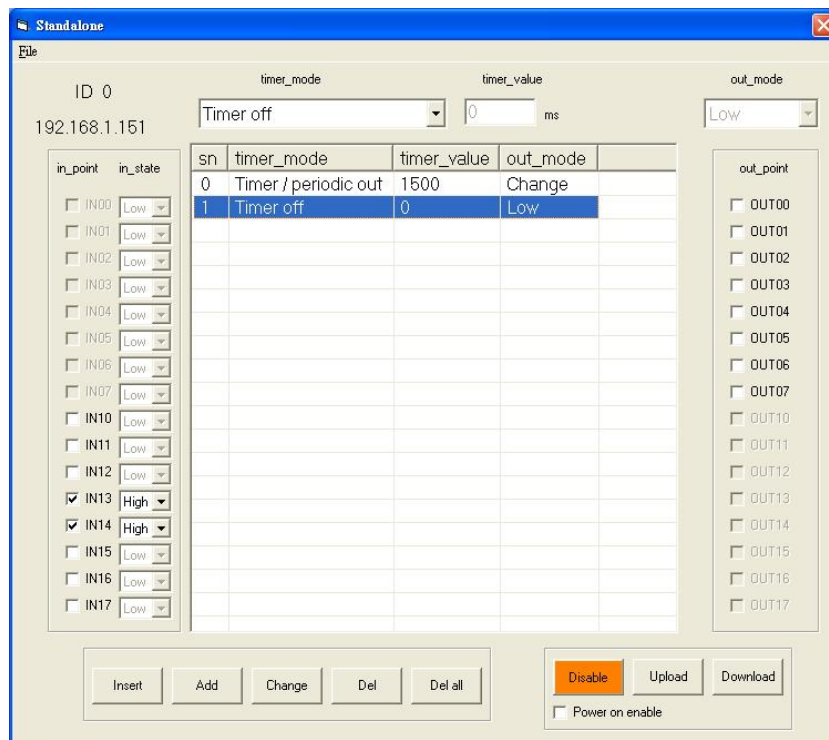 Standalone
File
ID 0
192.168.1.151
timer_mode
timer_value
out_mode
Timer off
0
ms
Low
in_point in_state
IN00 Low
IN01 Low
IN02 Low
IN03 Low
IN04 Low
IN05 Low
IN06 Low
IN07 Low
IN10 Low
IN11 Low
IN12 Low
IN13 High
IN14 High
IN15 Low
IN16 Low
IN17 Low
sn timer_mode timer_value out_mode
0 Timer / periodic out 1500 Change
1 Timer off 0 Low
out_point
OUT00
OUT01
OUT02
OUT03
OUT04
OUT05
OUT06
OUT07
OUT10
OUT11
OUT12
OUT13
OUT14
OUT15
OUT16
OUT17
Insert Add Change Del Del all
Disable Upload Download
Power on enable